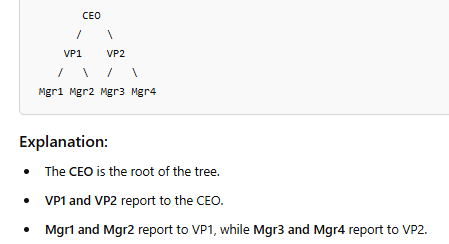 CEO
/ \
VP1 VP2
/ \ / \
Mgr1 Mgr2 Mgr3 Mgr4
Explanation:
• The CEO is the root of the tree.
• VP1 and VP2 report to the CEO.
• Mgr1 and Mgr2 report to VP1, while Mgr3 and Mgr4 report to VP2.